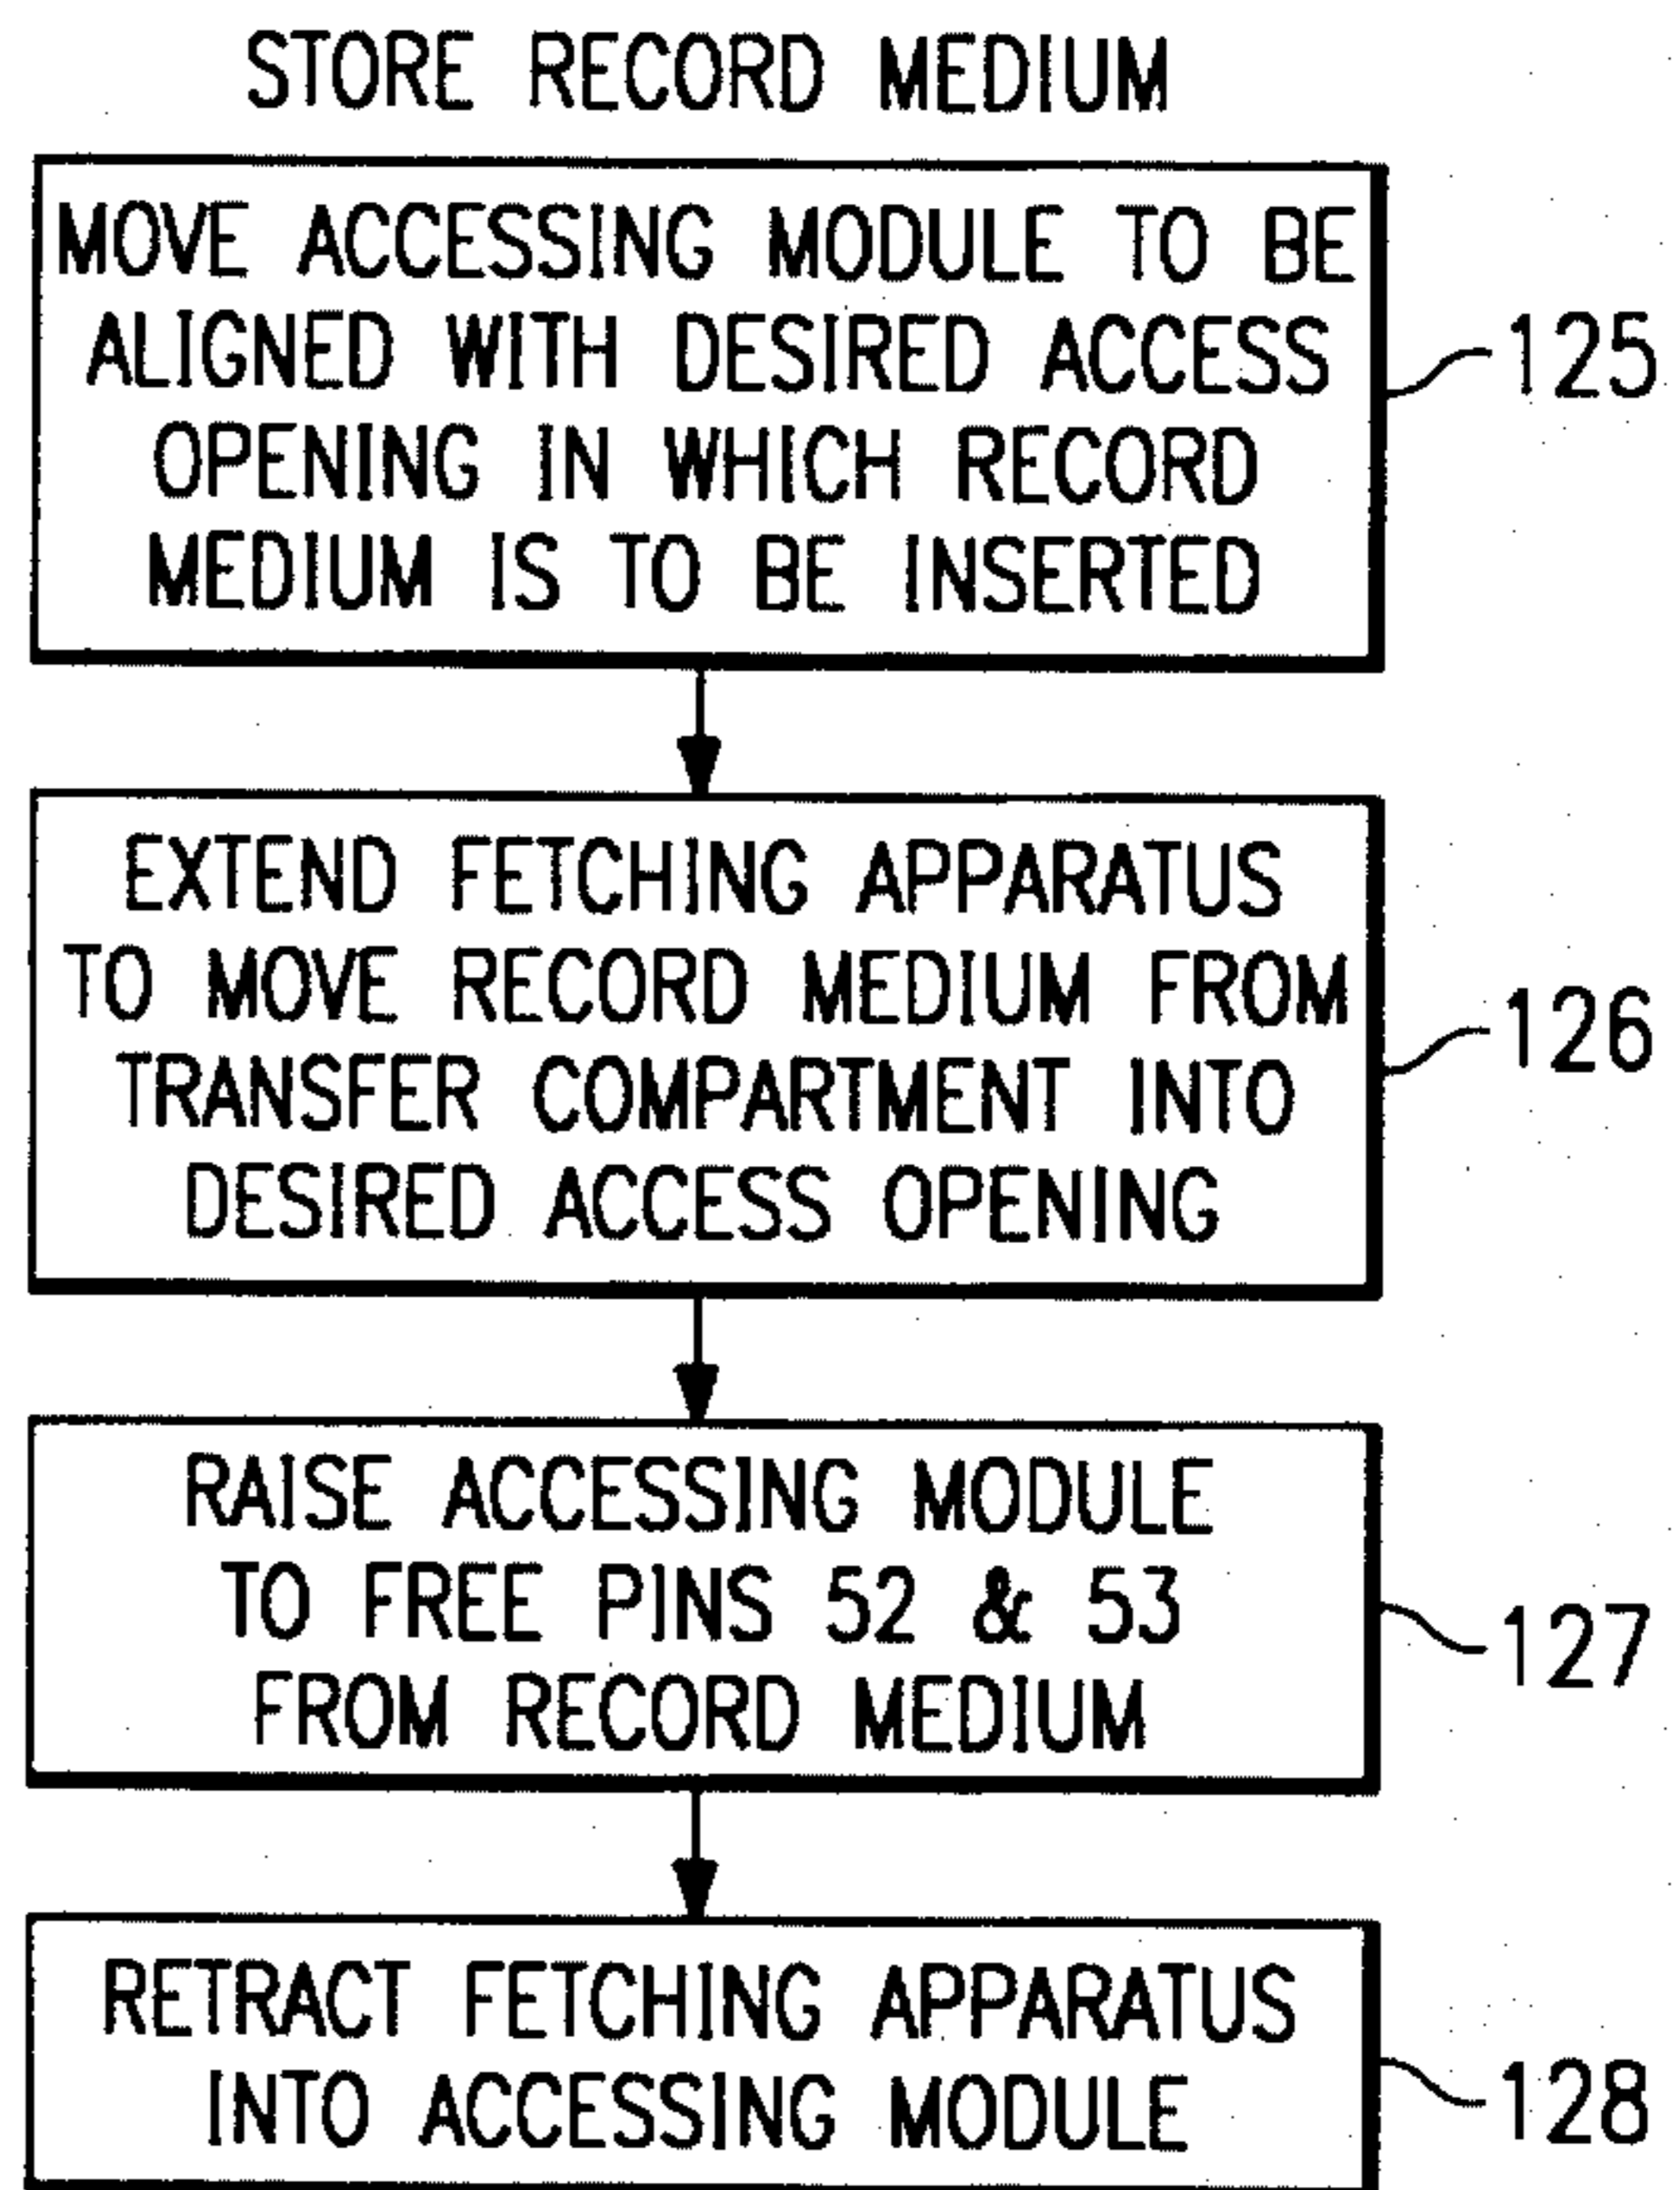 STORE RECORD MEDIUM
MOVE ACCESSING MODULE TO BE
ALIGNED WITH DESIRED ACCESS
OPENING IN WHICH RECORD
MEDIUM IS TO BE INSERTED
125
EXTEND FETCHING APPARATUS
TO MOVE RECORD MEDIUM FROM
TRANSFER COMPARTMENT INTO
DESIRED ACCESS OPENING
126
RAISE ACCESSING MODULE
TO FREE PINS 52 & 53
FROM RECORD MEDIUM
127
RETRACT FETCHING APPARATUS
INTO ACCESSING MODULE
128